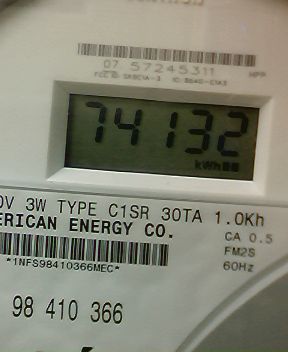 07 57245311 HPP
74132
kWh
0V 3W TYPE C1SR 30TA 1.0Kh
ERICAN ENERGY CO.
CA 0.5
FM2S
*1NFS98410366MEC*
60Hz
98 410 366